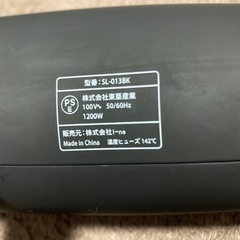 型番：SL-013BK
PS
E
株式会社東亜産業
100V～ 50/60Hz
1200W
販売元：株式会社I-ne
Made in China 温度ヒューズ 142℃